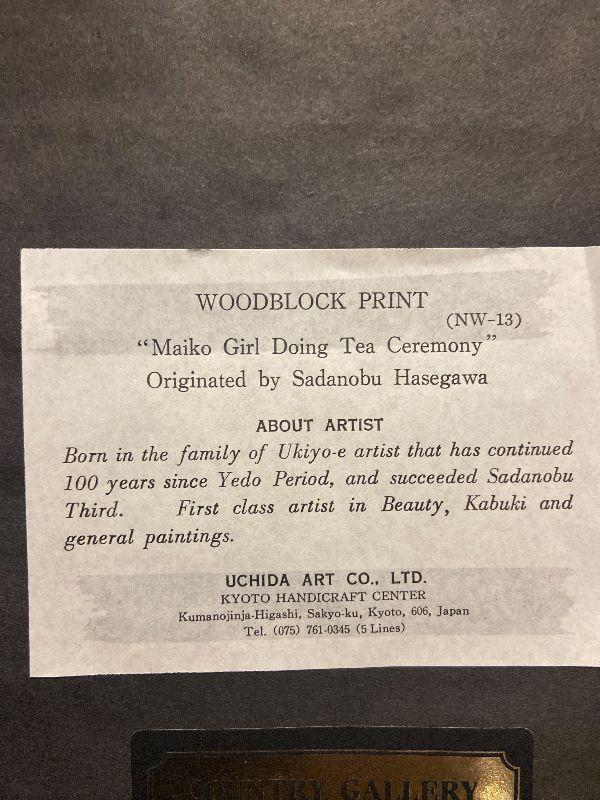 WOODBLOCK PRINT
(NW-13)
“Maiko Girl Doing Tea Ceremony”
Originated by Sadanobu Hasegawa
ABOUT ARTIST
Born in the family of Ukiyo-e artist that has continued
100 years since Yedo Period, and succeeded Sadanobu
Third. First class artist in Beauty, Kabuki and
general paintings.
UCHIDA ART CO., LTD.
KYOTO HANDICRAFT CENTER
Kumanojinja-Higashi, Sakyo-ku, Kyoto, 606, Japan
Tel. (075) 761-0345 (5 Lines)
COUNTRY GALLERY